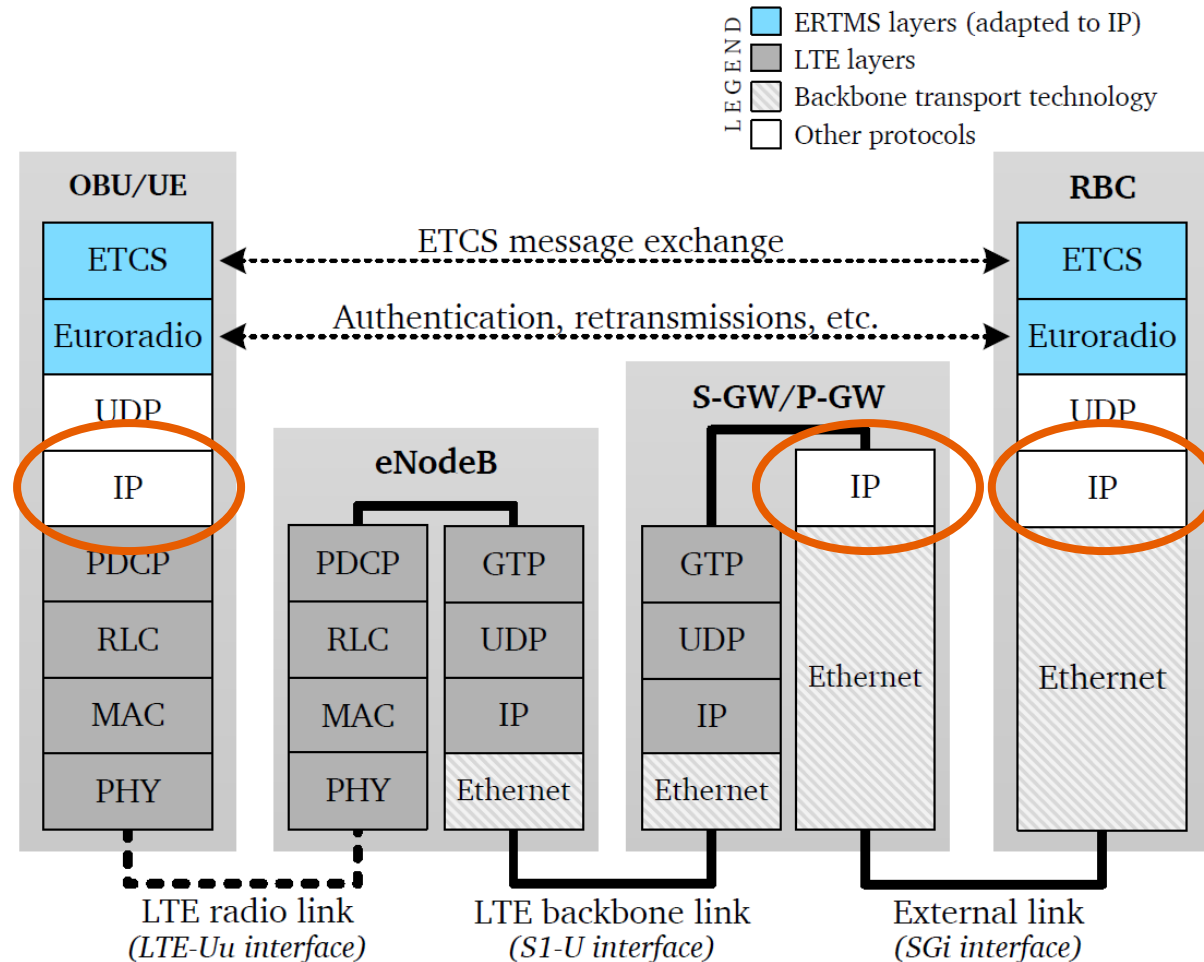 LEGEND
ERTMS layers (adapted to IP)
LTE layers
Backbone transport technology
Other protocols
OBU/UE
ETCS
Euroradio
UDP
IP
PDCP
RLC
MAC
PHY
ETCS message exchange
Authentication, retransmissions, etc.
eNodeB
PDCP
RLC
MAC
PHY
GTP
UDP
IP
Ethernet
S-GW/P-GW
GTP
UDP
IP
Ethernet
IP
Ethernet
RBC
ETCS
Euroradio
UDP
IP
Ethernet
LTE radio link
(LTE-Uu interface)
LTE backbone link
(S1-U interface)
External link
(SGi interface)